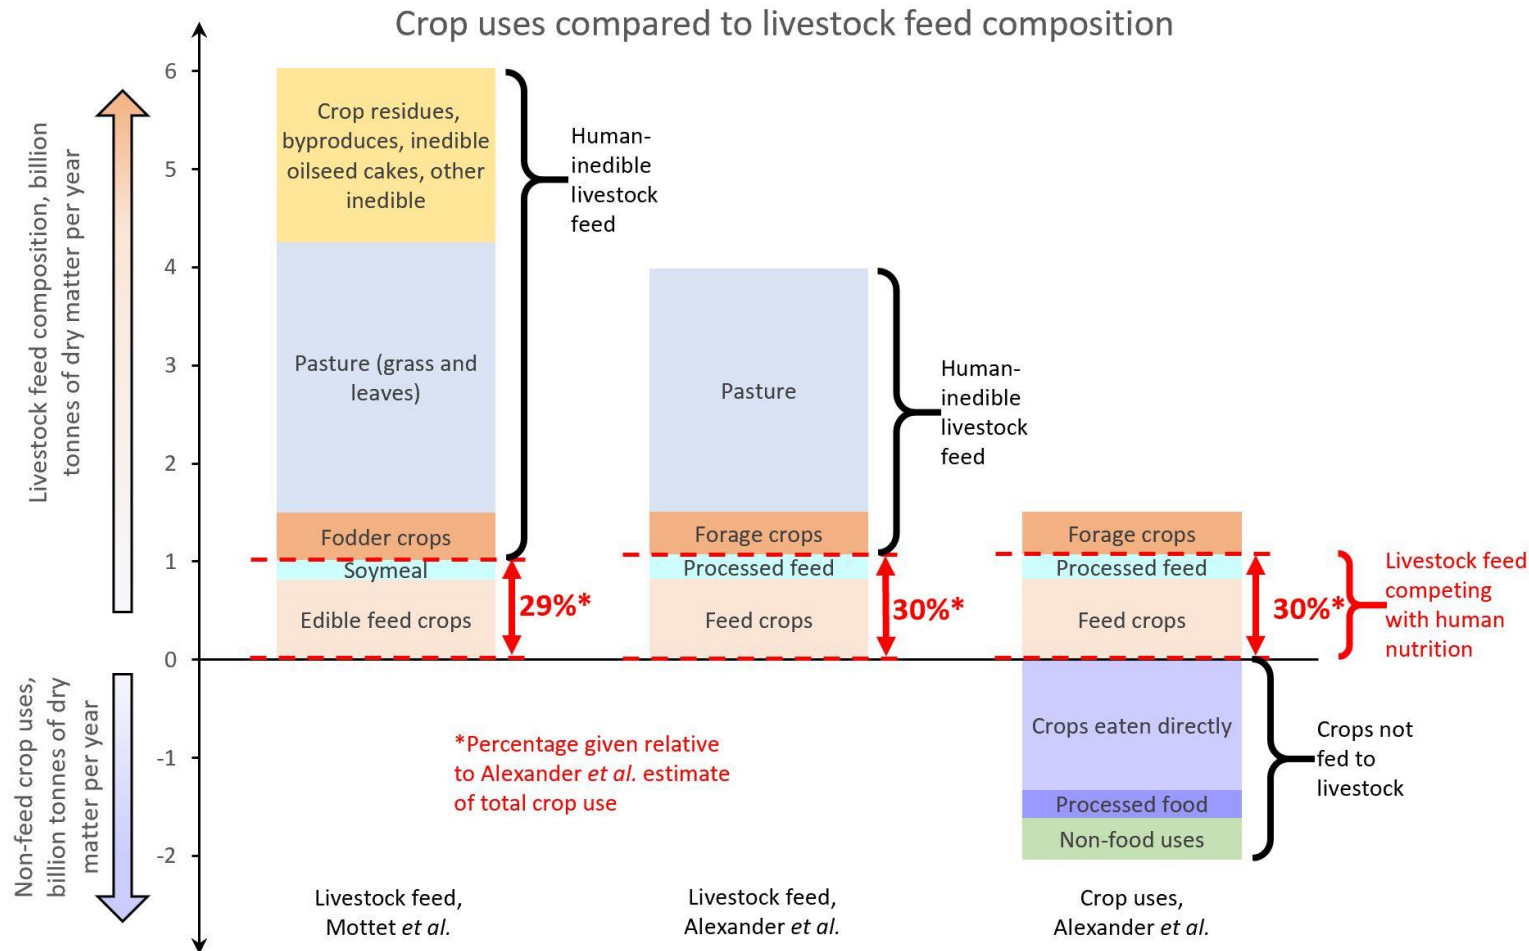 Crop uses compared to livestock feed composition
Livestock feed composition, billion
tonnes of dry matter per year
Non-feed crop uses,
billion tonnes of dry
matter per year
6
5
4
3
2
1
0
-1
-2
Crop residues,
byproduces, inedible
oilseed cakes, other
inedible
Pasture (grass and
leaves)
Fodder crops
Soymeal
Edible feed crops
Human-
inedible
livestock
feed
29%*
Pasture
Forage crops
Processed feed
Feed crops
Human-
inedible
livestock
feed
30%*
Forage crops
Processed feed
Feed crops
30%*
Livestock feed
competing
with human
nutrition
Crops eaten directly
Processed food
Non-food uses
Crops not
fed to
livestock
*Percentage given relative
to Alexander et al. estimate
of total crop use
Livestock feed,
Mottet et al.
Livestock feed,
Alexander et al.
Crop uses,
Alexander et al.